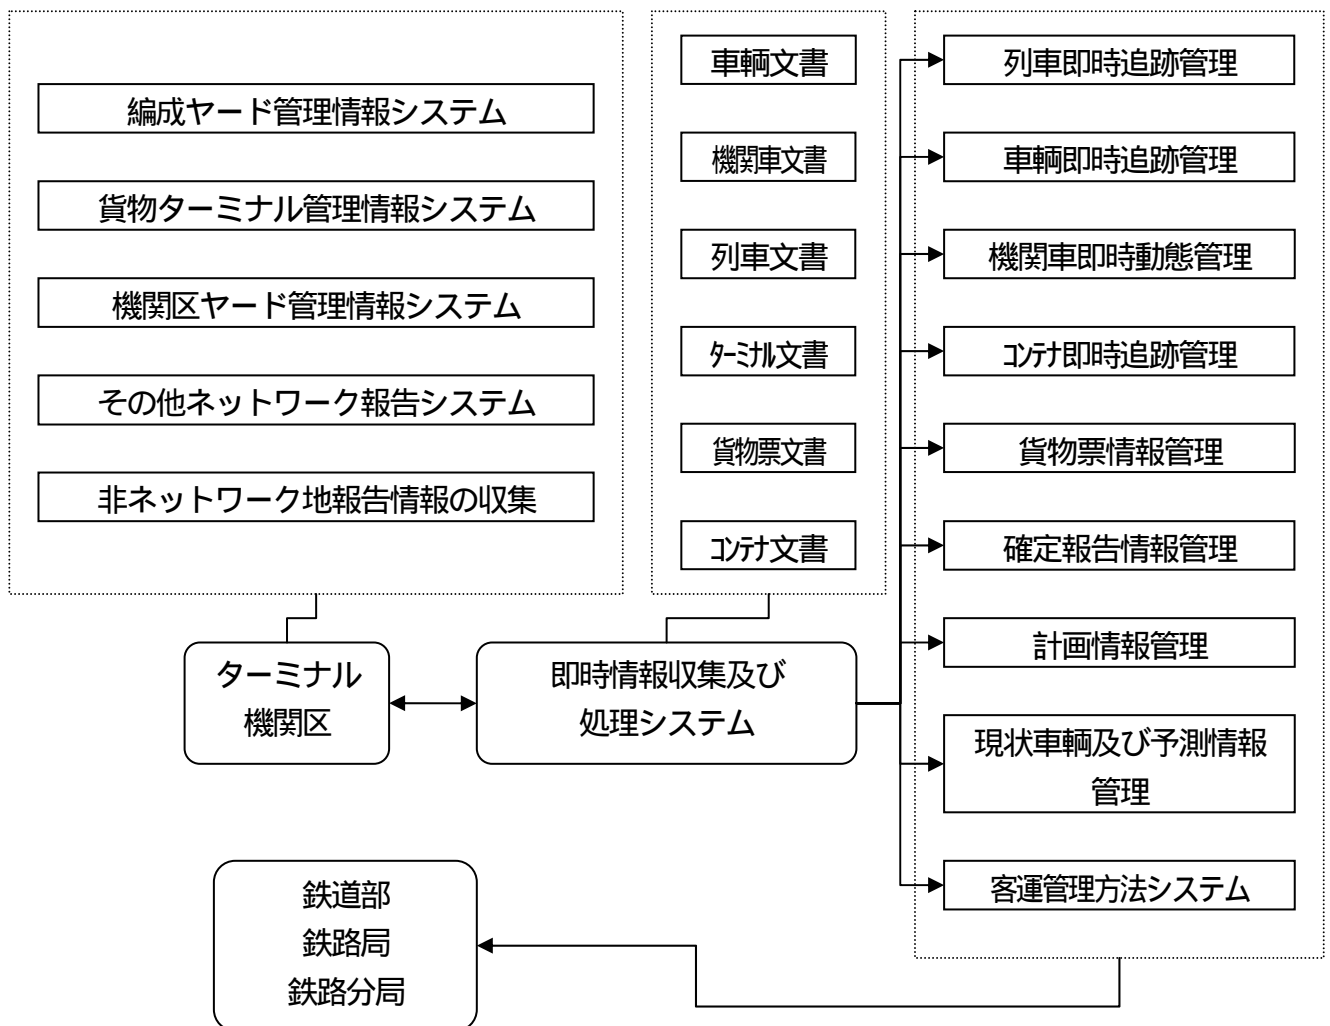 編成ヤード管理情報システム
貨物ターミナル管理情報システム
機関区ヤード管理情報システム
その他ネットワーク報告システム
非ネットワーク地報告情報の収集
車輌文書
機関車文書
列車文書
ターミナル文書
貨物票文書
コンテナ文書
列車即時追跡管理
車輌即時追跡管理
機関車即時動態管理
コンテナ即時追跡管理
貨物票情報管理
確定報告情報管理
計画情報管理
現状車輌及び予測情報
管理
客運管理方法システム
ターミナル
機関区
即時情報収集及び
処理システム
鉄道部
鉄路局
鉄路分局